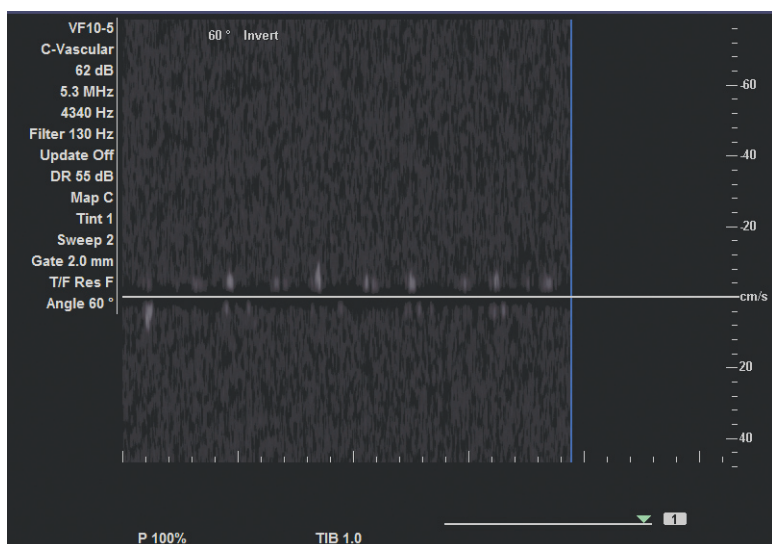 VF10-5
C-Vascular
62 dB
5.3 MHz
4340 Hz
Filter 130 Hz
Update Off
DR 55 dB
Map C
Tint 1
Sweep 2
Gate 2.0 mm
T/F Res F
Angle 60 °
60 ° Invert
-60
-40
-20
cm/s
20
40
1
P 100%
TIB 1.0